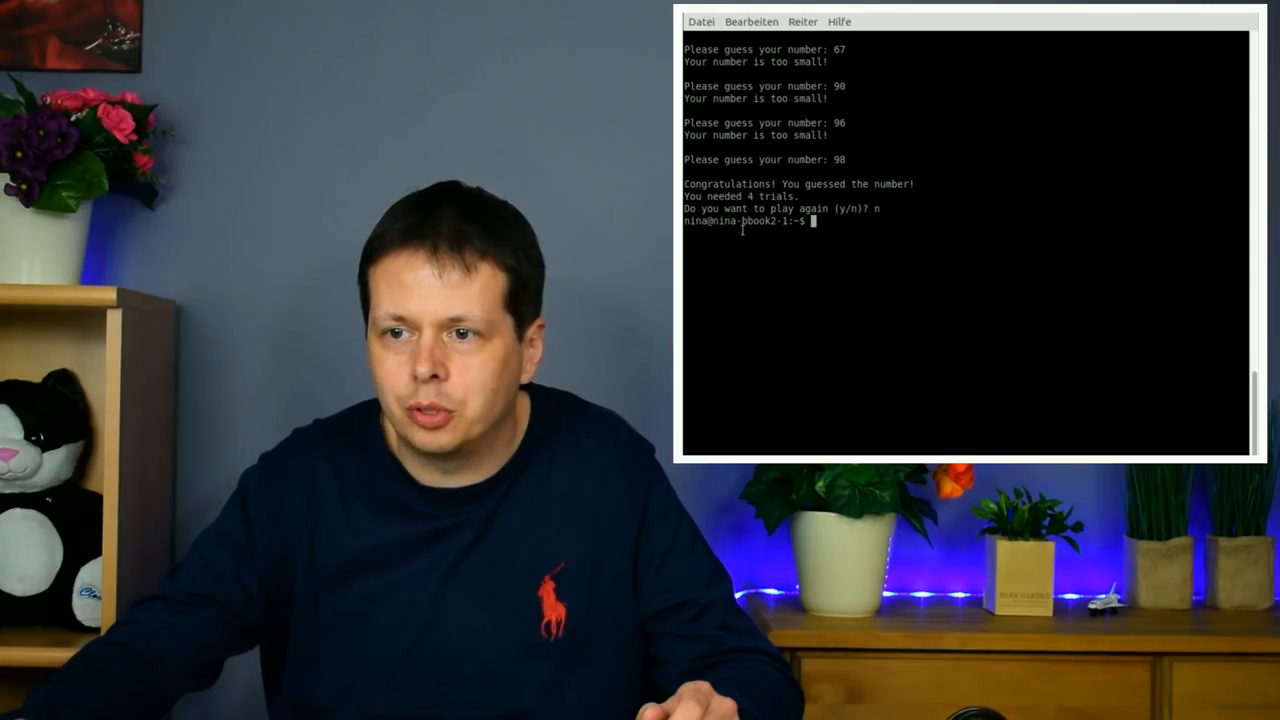 Datei Bearbeiten Reiter Hilfe
Please guess your number: 67
Your number is too small!
Please guess your number: 90
Your number is too small!
Please guess your number: 96
Your number is too small!
Please guess your number: 98
Congratulations! You guessed the number!
You needed 4 trials.
Do you want to play again (y/n)? n
nina@nina-bbook2-1:~$
HERB GARDEN